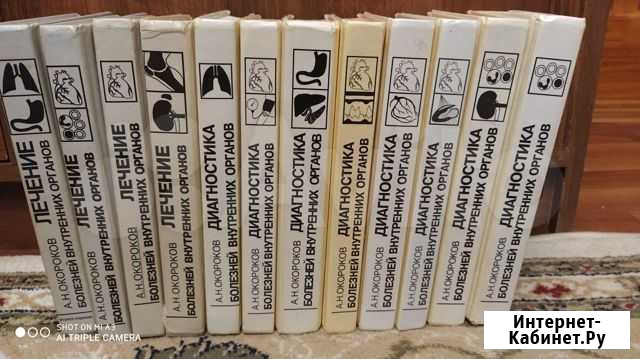 А.Н.ОКОРОКОВ
ЛЕЧЕНИЕ
БОЛЕЗНЕЙ ВНУТРЕННИХ ОРГАНОВ
А.Н.ОКОРОКОВ
ЛЕЧЕНИЕ
БОЛЕЗНЕЙ ВНУТРЕННИХ ОРГАНОВ
А.Н.ОКОРОКОВ
ЛЕЧЕНИЕ
БОЛЕЗНЕЙ ВНУТРЕННИХ ОРГАНОВ
А.Н.ОКОРОКОВ
ЛЕЧЕНИЕ
БОЛЕЗНЕЙ ВНУТРЕННИХ ОРГАНОВ
А.Н.ОКОРОКОВ
ДИАГНОСТИКА
БОЛЕЗНЕЙ ВНУТРЕННИХ ОРГАНОВ
А.Н.ОКОРОКОВ
ДИАГНОСТИКА
БОЛЕЗНЕЙ ВНУТРЕННИХ ОРГАНОВ
А.Н.ОКОРОКОВ
ДИАГНОСТИКА
БОЛЕЗНЕЙ ВНУТРЕННИХ ОРГАНОВ
А.Н.ОКОРОКОВ
ДИАГНОСТИКА
БОЛЕЗНЕЙ ВНУТРЕННИХ ОРГАНОВ
А.Н.ОКОРОКОВ
ДИАГНОСТИКА
БОЛЕЗНЕЙ ВНУТРЕННИХ ОРГАНОВ
А.Н.ОКОРОКОВ
ДИАГНОСТИКА
БОЛЕЗНЕЙ ВНУТРЕННИХ ОРГАНОВ
А.Н.ОКОРОКОВ
ДИАГНОСТИКА
БОЛЕЗНЕЙ ВНУТРЕННИХ ОРГАНОВ
А.Н.ОКОРОКОВ
ДИАГНОСТИКА
БОЛЕЗНЕЙ ВНУТРЕННИХ ОРГАНОВ
SHOT ON MI A3
AI TRIPLE CAMERA
Интернет-
Кабинет.Ру